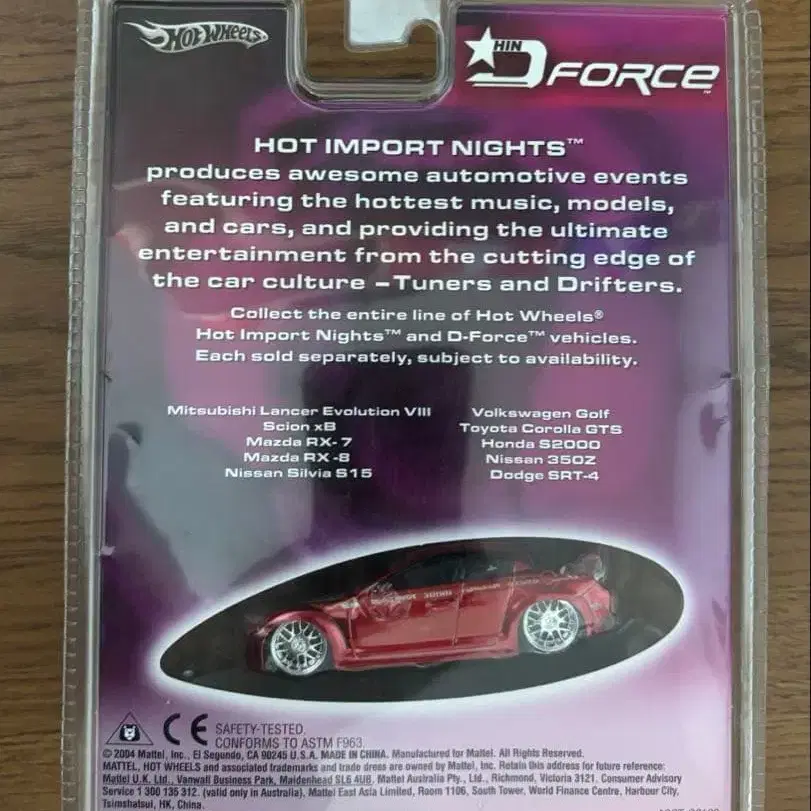 HOT WHEELS
HIN
D FORCE™
HOT IMPORT NIGHTS™
produces awesome automotive events
featuring the hottest music, models,
and cars, and providing the ultimate
entertainment from the cutting edge of
the car culture – Tuners and Drifters.
Collect the entire line of Hot Wheels®
Hot Import Nights™ and D-Force™ vehicles.
Each sold separately, subject to availability.
Mitsubishi Lancer Evolution VIII
Scion xB
Mazda RX-7
Mazda RX-8
Nissan Silvia S15
Volkswagen Golf
Toyota Corolla GTS
Honda S2000
Nissan 350Z
Dodge SRT-4
CE
SAFETY-TESTED.
CONFORMS TO ASTM F963.
© 2004 Mattel, Inc., El Segundo, CA 90245 U.S.A. MADE IN CHINA. Manufactured for Mattel. All Rights Reserved.
MATTEL, HOT WHEELS and associated trademarks and trade dress are owned by Mattel, Inc. Retain this address for future reference:
Mattel U.K. Ltd., Vanwall Business Park, Maidenhead SL6 4UB. Mattel Australia Pty., Ltd., Richmond, Victoria 3121. Consumer Advisory
Service 1 300 135 312. (valid only in Australia). Mattel East Asia Limited, Room 1106, South Tower, World Finance Centre, Harbour City,
Tsimshatsui, HK, China.